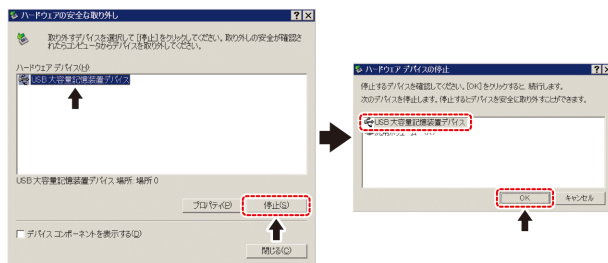 ハードウェアの安全な取り外し
取り外すデバイスを選択して [停止] をクリックしてください。取り外しの安全が確認さ
れたらコンピュータからデバイスを取り外してください。
ハードウェア デバイス(H)
USB 大容量記憶装置デバイス
USB 大容量記憶装置デバイス 場所: 場所 0
プロパティ(P)
停止(S)
デバイス コンポーネントを表示する(D)
閉じる(C)
ハードウェア デバイスの停止
停止するデバイスを確認してください。[OK] をクリックすると、続行します。
次のデバイスを停止します。停止するとデバイスを安全に取り外すことができます。
USB 大容量記憶装置デバイス
OK
キャンセル